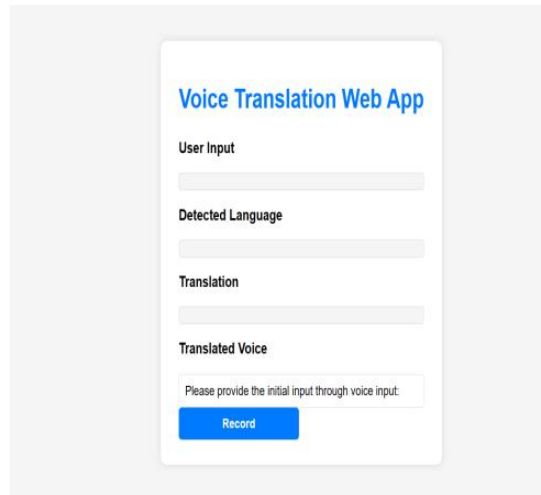 Voice Translation Web App
User Input
Detected Language
Translation
Translated Voice
Please provide the initial input through voice input:
Record